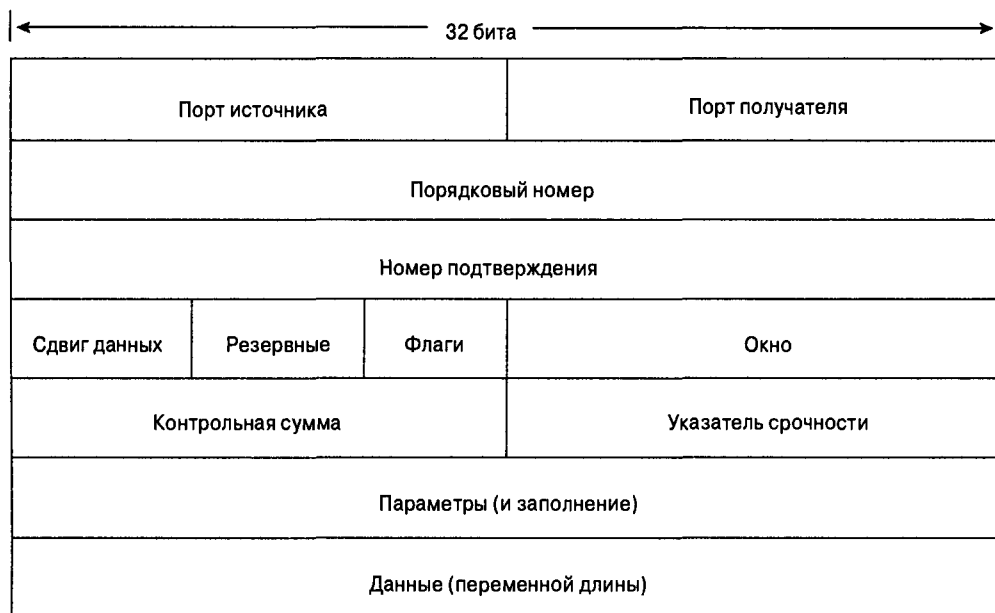 32 бита
Порт источника
Порт получателя
Порядковый номер
Номер подтверждения
Сдвиг данных
Резервные
Флаги
Окно
Контрольная сумма
Указатель срочности
Параметры (и заполнение)
Данные (переменной длины)